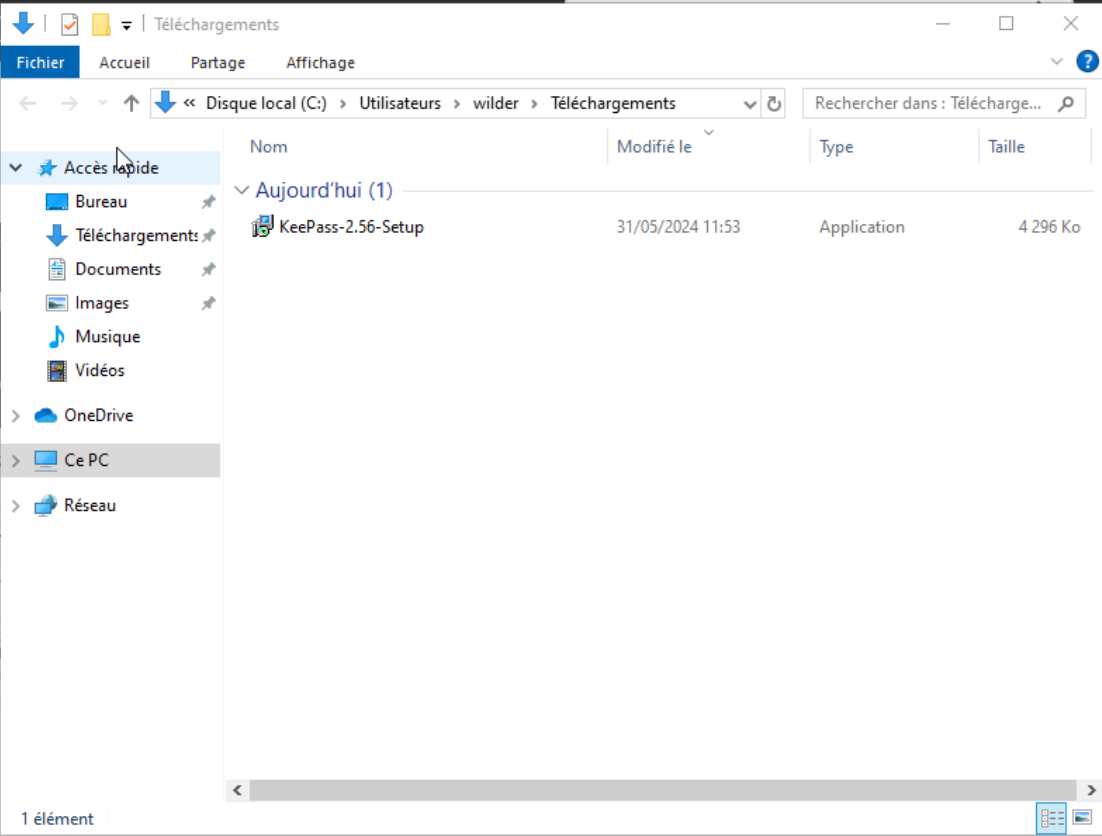 Téléchargements
Fichier Accueil Partage Affichage ?
« Disque local (C:) > Utilisateurs > wilder > Téléchargements Rechercher dans : Télécharge...
Nom Modifié le Type Taille
Accès rapide
Aujourd'hui (1)
Bureau
KeePass-2.56-Setup 31/05/2024 11:53 Application 4 296 Ko
Téléchargements
Documents
Images
Musique
Vidéos
OneDrive
Ce PC
Réseau
1 élément